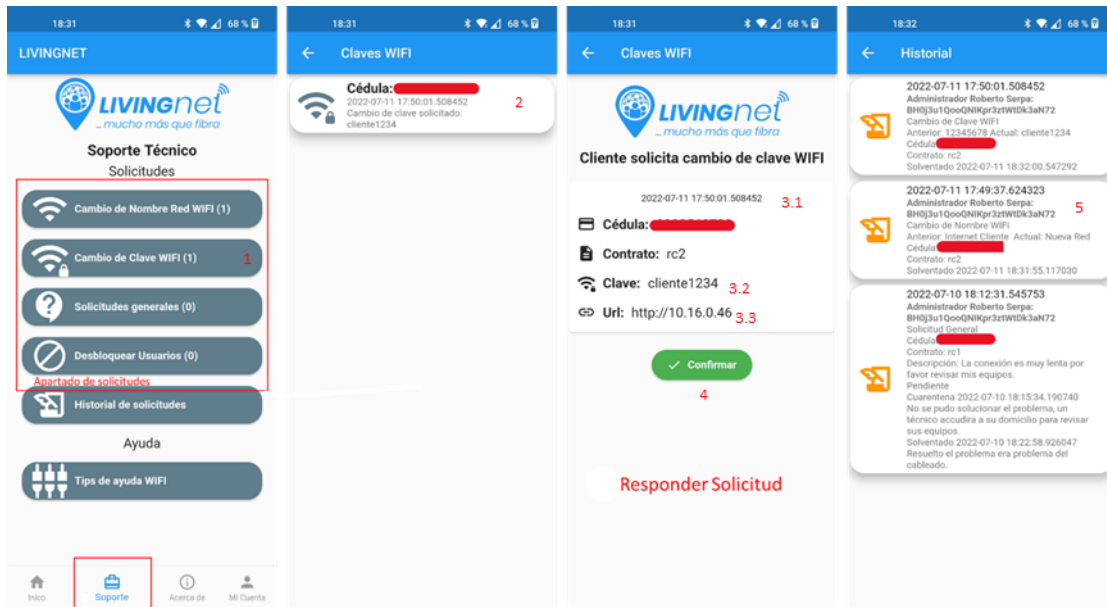 18:31
68 %
LIVINGNET
LIVINGnet
... mucho más que fibra
Soporte Técnico
Solicitudes
Cambio de Nombre Red WIFI (1)
Cambio de Clave WIFI (1)
1
Solicitudes generales (0)
Desbloquear Usuarios (0)
Apartado de solicitudes
Historial de solicitudes
Ayuda
Tips de ayuda WIFI
Inico
Soporte
Acerca de
Mi Cuenta
18:31
68 %
Claves WIFI
Cédula:
2022-07-11 17:50:01.508452
Cambio de clave solicitado:
cliente1234
2
18:31
68 %
Claves WIFI
LIVINGnet
... mucho más que fibra
Cliente solicita cambio de clave WIFI
2022-07-11 17:50:01.508452
3.1
Cédula:
Contrato: rc2
Clave: cliente1234
3.2
Url: http://10.16.0.46
3.3
Confirmar
4
Responder Solicitud
18:32
68 %
Historial
2022-07-11 17:50:01.508452
Administrador Roberto Serpa:
BH0j3u1QooQNIKpr3ztWtDk3aN72
Cambio de Clave WIFI
Anterior: 12345678 Actual: cliente1234
Cédula
Contrato: rc2
Solventado 2022-07-11 18:32:00.547292
2022-07-11 17:49:37.624323
Administrador Roberto Serpa:
BH0j3u1QooQNIKpr3ztWtDk3aN72
5
Cambio de Nombre WIFI
Anterior: Internet Cliente Actual: Nueva Red
Cédula
Contrato: rc2
Solventado 2022-07-11 18:31:55.117030
2022-07-10 18:12:31.545753
Administrador Roberto Serpa:
BH0j3u1QooQNIKpr3ztWtDk3aN72
Solicitud General
Cédula
Contrato: rc1
Descripción: La conexión es muy lenta por
favor revisar mis equipos.
Pendiente
Cuarentena 2022-07-10 18:15:34.190740
No se pudo solucionar el problema, un
técnico accudira a su domicilio para revisar
sus equipos.
Solventado 2022-07-10 18:22:58.926047
Resuelto el problema era problema del
cableado.